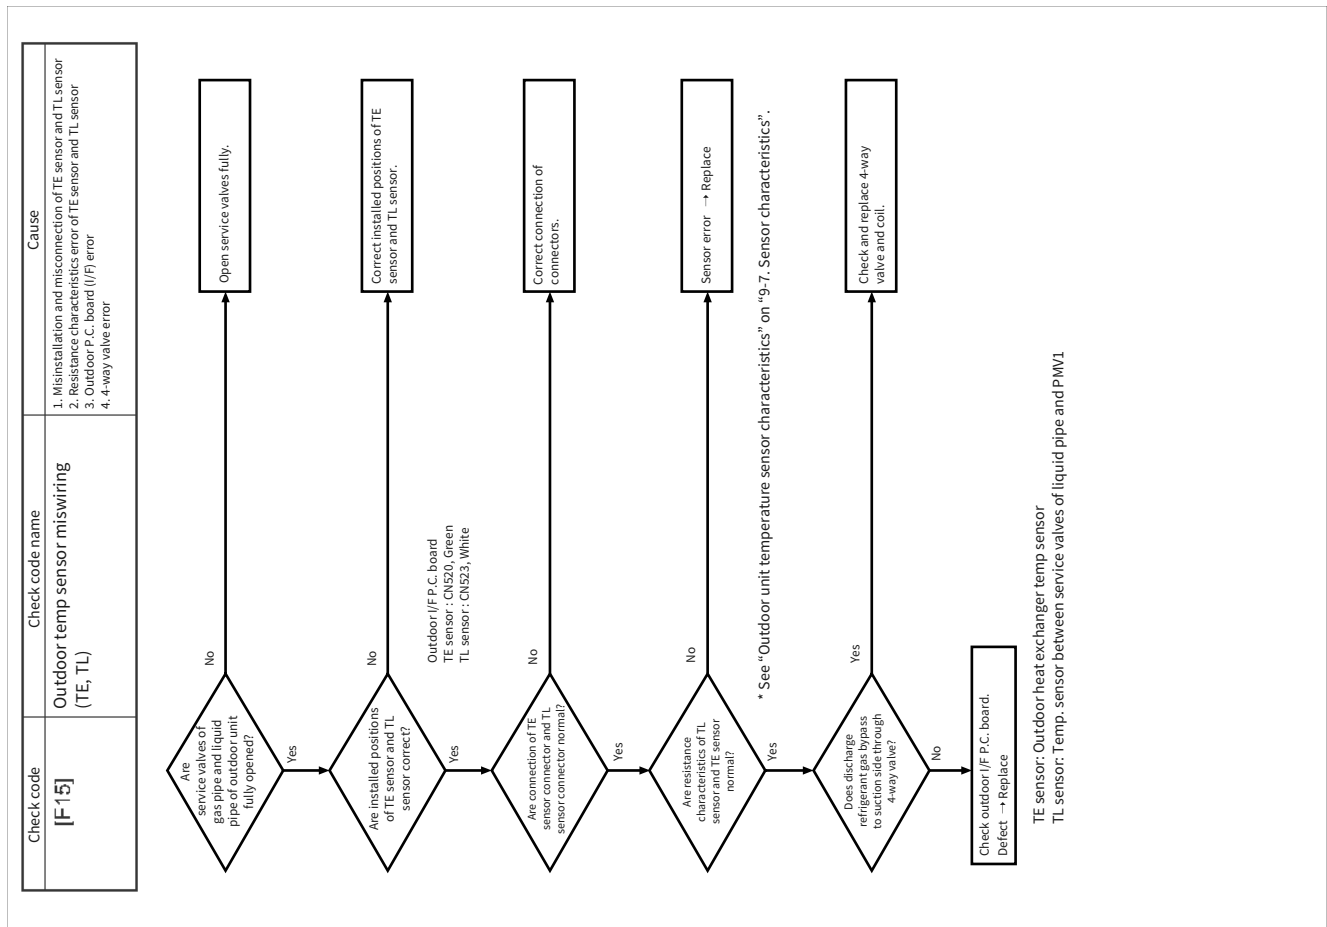 Check code
Check code name
Cause
[F15]
Outdoor temp sensor miswiring
(TE, TL)
1. Misinstallation and misconnection of TE sensor and TL sensor
2. Resistance characteristics error of TE sensor and TL sensor
3. Outdoor P.C. board (I/F) error
4. 4-way valve error
Are
service valves of
gas pipe and liquid
pipe of outdoor unit
fully opened?
No
Open service valves fully.
Yes
Are installed positions
of TE sensor and TL
sensor correct?
No
Correct installed positions of TE
sensor and TL sensor.
Yes
Outdoor I/F P.C. board
TE sensor : CN520, Green
TL sensor : CN523, White
Are connection of TE
sensor connector and TL
sensor connector normal?
No
Correct connection of
connectors.
Yes
Are resistance
characteristics of TL
sensor and TE sensor
normal?
No
Sensor error → Replace
Yes
* See “Outdoor unit temperature sensor characteristics” on “9-7. Sensor characteristics”.
Does discharge
refrigerant gas bypass
to suction side through
4-way valve?
Yes
Check and replace 4-way
valve and coil.
No
Check outdoor I/F P.C. board.
Defect → Replace
TE sensor: Outdoor heat exchanger temp sensor
TL sensor: Temp. sensor between service valves of liquid pipe and PMV1